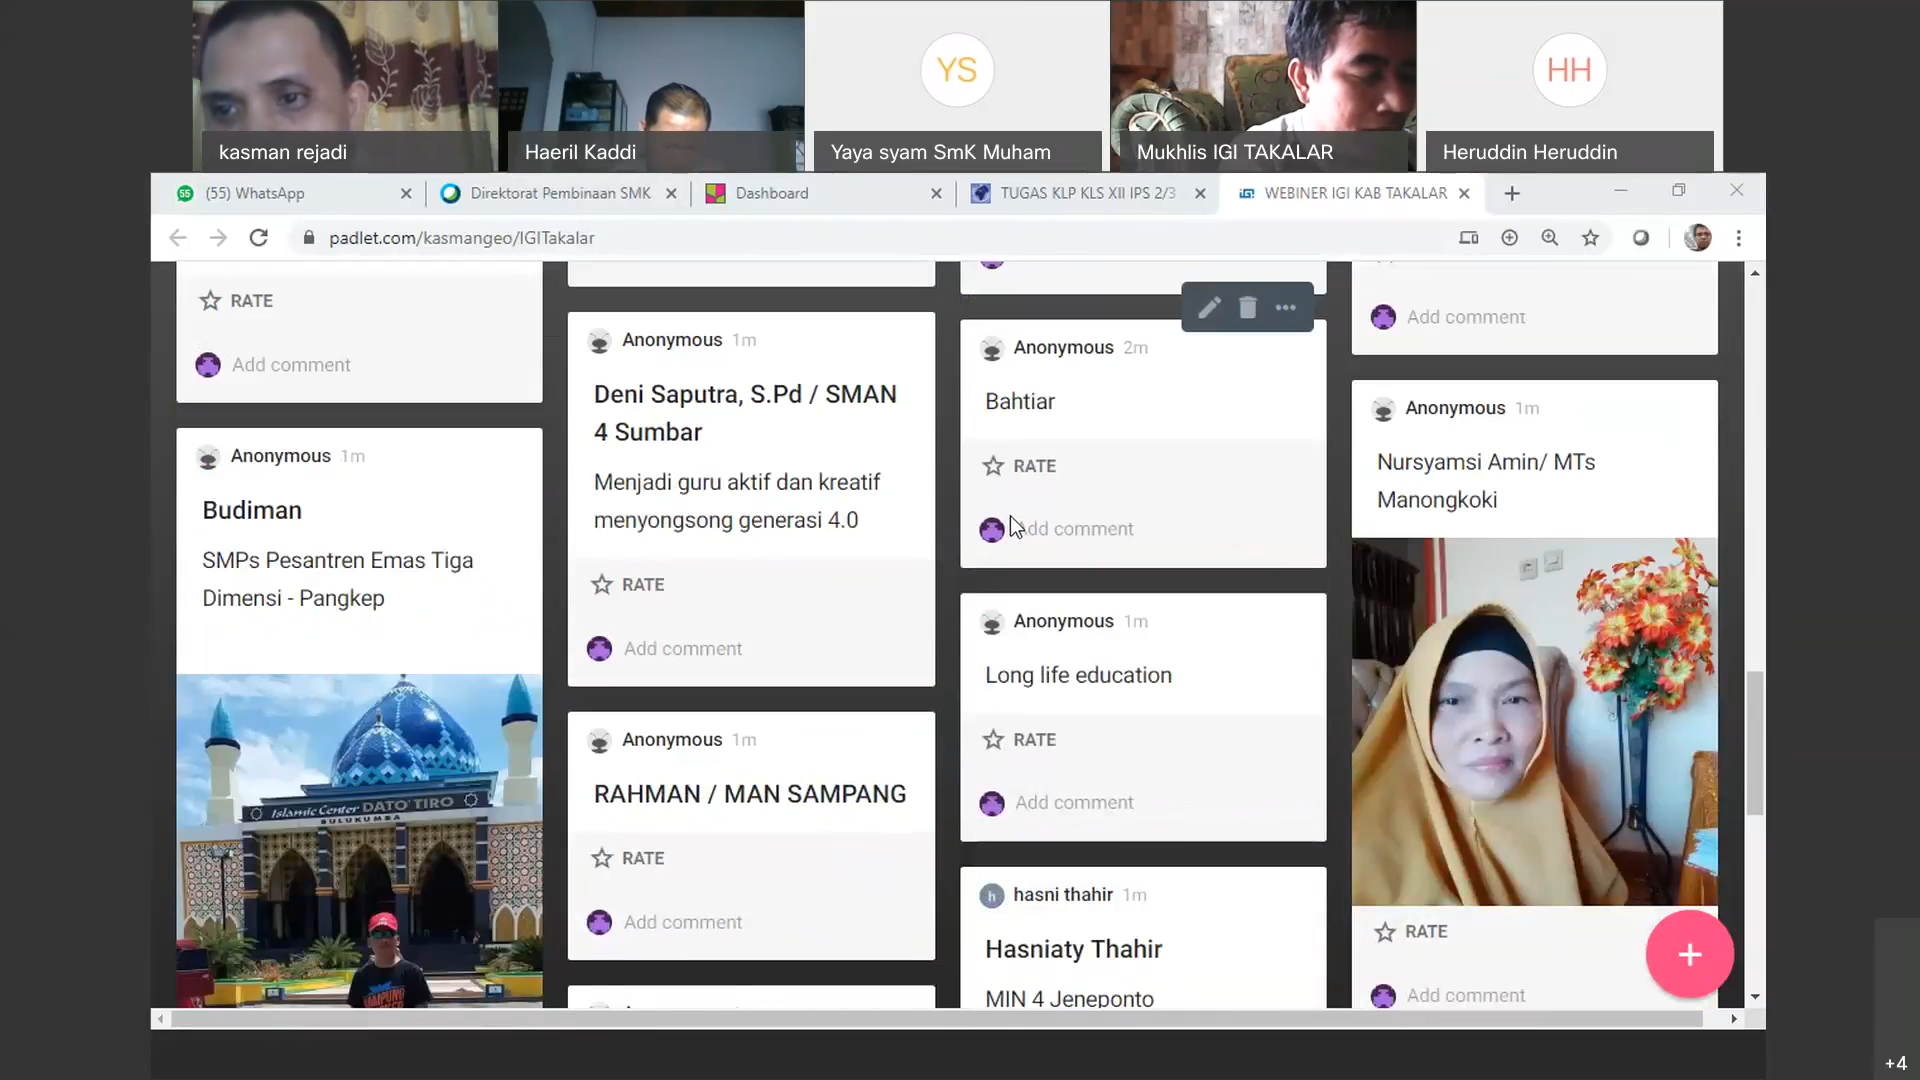 YS
HH
kasman rejadi
Haeril Kaddi
Yaya syam SmK Muham
Mukhlis IGI TAKALAR
Heruddin Heruddin
(55) WhatsApp
Direktorat Pembinaan SMK
Dashboard
TUGAS KLP KLS XII IPS 2/3
WEBINER IGI KAB TAKALAR
padlet.com/kasmangeo/IGITakalar
RATE
Add comment
Anonymous 1m
Budiman
SMPs Pesantren Emas Tiga
Dimensi - Pangkep
Islamic Center DATO TIRO
BULUKUMBA
Anonymous 1m
Deni Saputra, S.Pd / SMAN
4 Sumbar
Menjadi guru aktif dan kreatif
menyongsong generasi 4.0
RATE
Add comment
Anonymous 1m
RAHMAN / MAN SAMPANG
RATE
Add comment
Anonymous 2m
Bahtiar
RATE
Add comment
Anonymous 1m
Long life education
RATE
Add comment
h hasni thahir 1m
Hasniaty Thahir
MIN 4 Jeneponto
Add comment
Anonymous 1m
Nursyamsi Amin/ MTs
Manongkoki
RATE
Add comment
+4